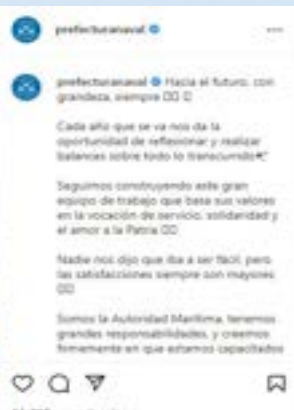 prefecturanaval
prefecturanaval Hacia el futuro, con
grandeza, siempre
Cada año que se va nos da la
oportunidad de reflexionar y realizar
balances sobre todo lo transcurrido
Seguimos construyendo este gran
equipo de trabajo que basa sus valores
en la vocación de servicio, solidaridad y
el amor a la Patria
Nadie nos dijo que iba a ser fácil, pero
las satisfacciones siempre son mayores
Somos la Autoridad Marítima, tenemos
grandes responsabilidades, y creemos
firmemente en que estamos capacitados